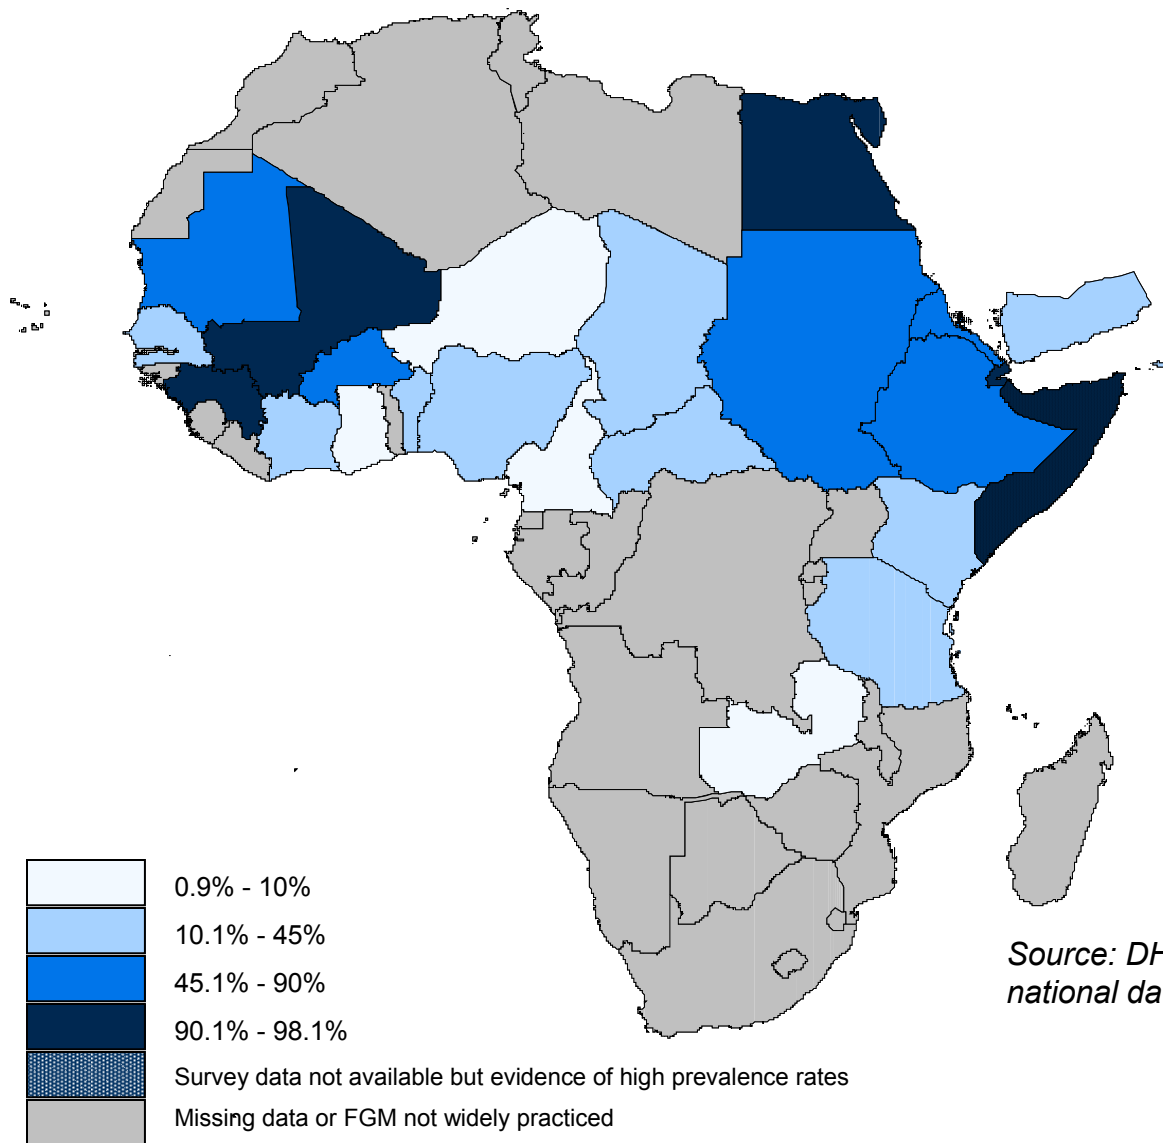 0.9% - 10%
10.1% - 45%
45.1% - 90%
90.1% - 98.1%
Survey data not available but evidence of high prevalence rates
Missing data or FGM not widely practiced
Source: DH
national da